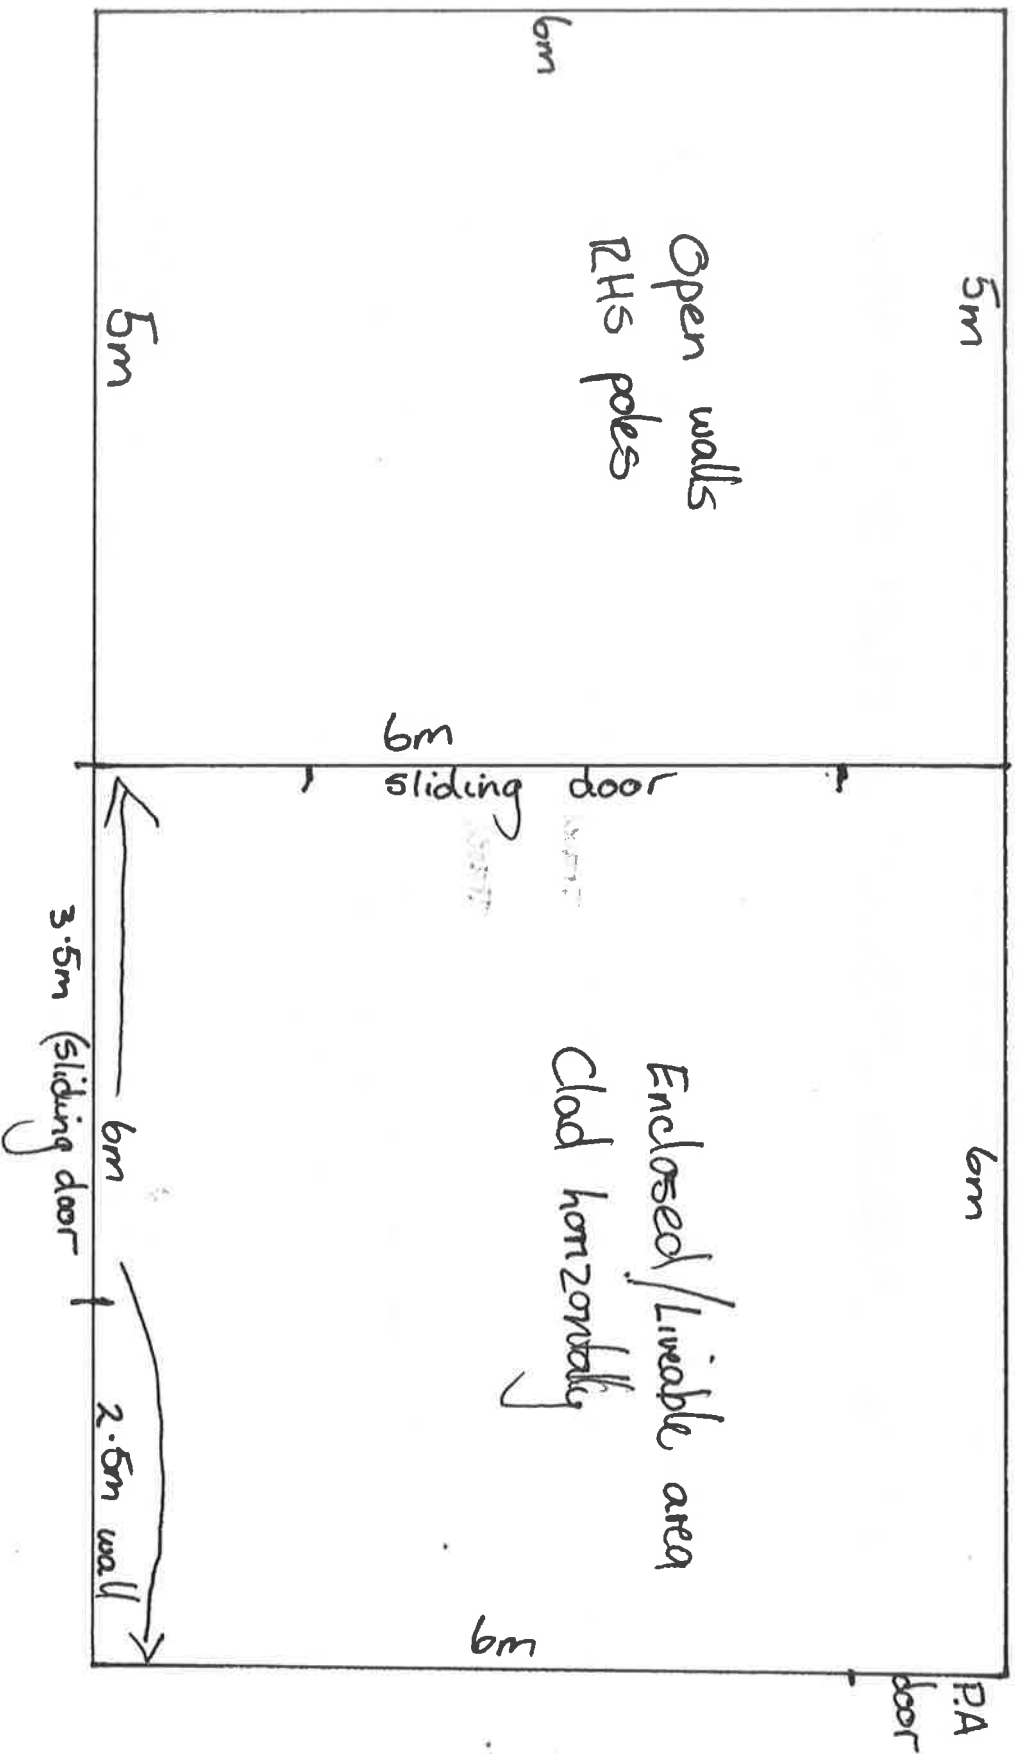 6m
5m
Open walls
RHS poles
5m
6m
sliding door
6m
Enclosed/Liveable area
Clad horizontally
6m
3.5m (sliding door
2.5m wall
6m
P.A
door